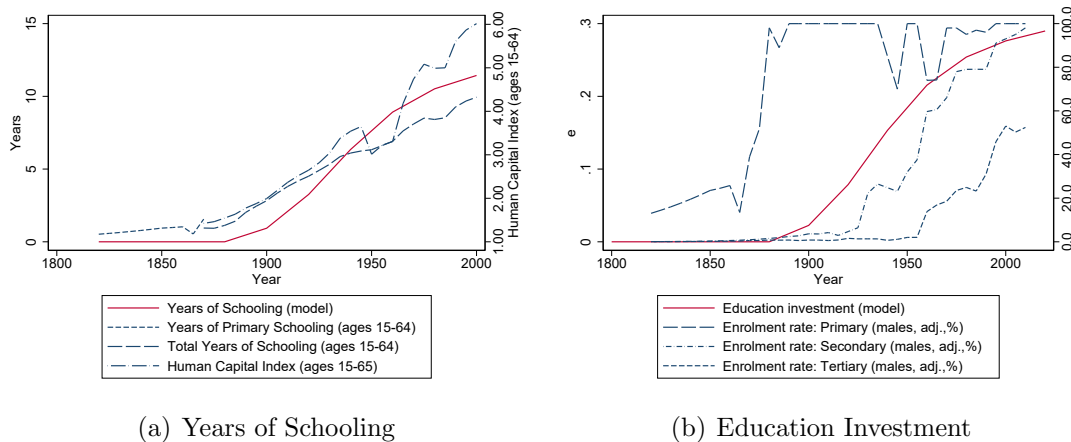 15
10
5
0
Years
6.00
5.00
4.00
3.00
2.00
1.00
Human Capital Index (ages 15-64)
1800
1850
1900
1950
2000
Year
Years of Schooling (model)
Years of Primary Schooling (ages 15-64)
Total Years of Schooling (ages 15-64)
Human Capital Index (ages 15-65)
(a) Years of Schooling
.3
.2
.1
0
e
100.0
80.0
60.0
40.0
20.0
0.0
1800
1850
1900
1950
2000
Year
Education investment (model)
Enrolment rate: Primary (males, adj.,%)
Enrolment rate: Secondary (males, adj.,%)
Enrolment rate: Tertiary (males, adj.,%)
(b) Education Investment